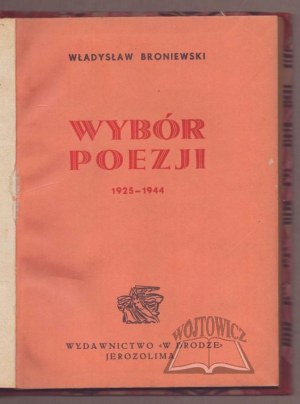 WŁADYSŁAW BRONIEWSKI
WYBÓR
POEZJI
1925–1944
WYDAWNICTWO «W DRODZE»
JEROZOLIMA
WÓJTOWICZ